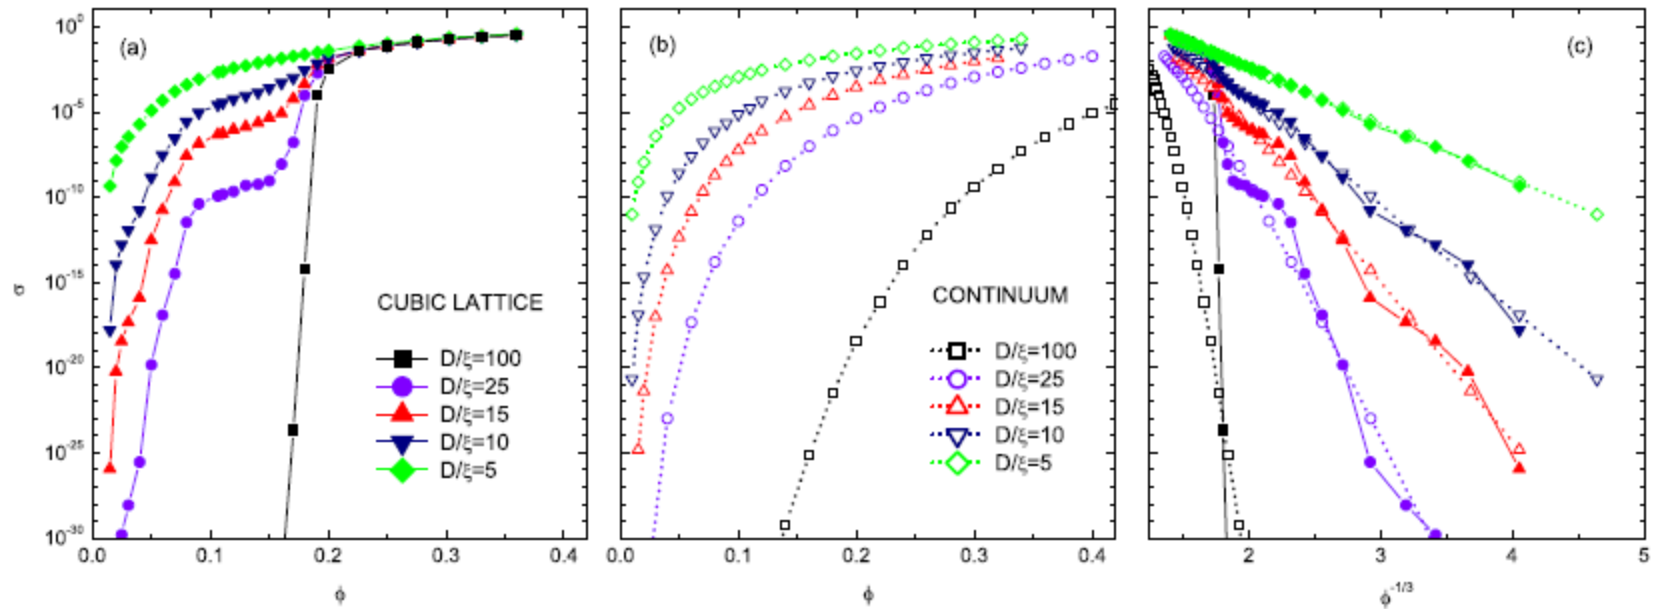 (a)
(b)
(c)
10^0
10^-5
10^-10
10^-15
10^-20
10^-25
10^-30
σ
CUBIC LATTICE
D/ξ=100
D/ξ=25
D/ξ=15
D/ξ=10
D/ξ=5
CONTINUUM
D/ξ=100
D/ξ=25
D/ξ=15
D/ξ=10
D/ξ=5
0.0 0.1 0.2 0.3 0.4
0.0 0.1 0.2 0.3 0.4
2 3 4 5
ϕ
ϕ
ϕ^-1/3